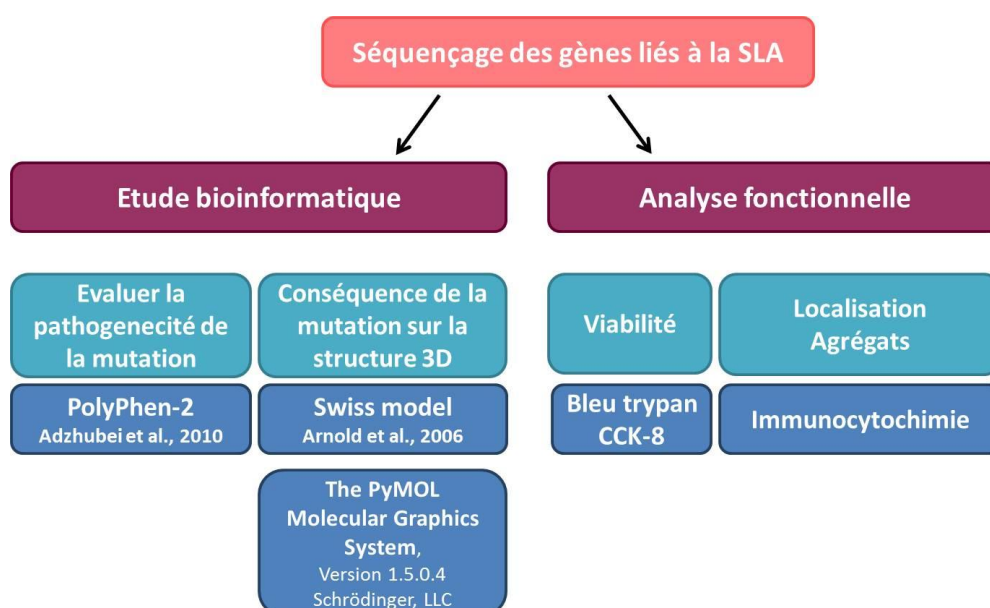 Séquençage des gènes liés à la SLA
Etude bioinformatique
Analyse fonctionnelle
Evaluer la
pathogenecité de
la mutation
Conséquence de la
mutation sur la
structure 3D
Viabilité
Localisation
Agrégats
PolyPhen-2
Adzhubei et al., 2010
Swiss model
Arnold et al., 2006
Bleu trypan
CCK-8
Immunocytochimie
The PyMOL
Molecular Graphics
System,
Version 1.5.0.4
Schrödinger, LLC